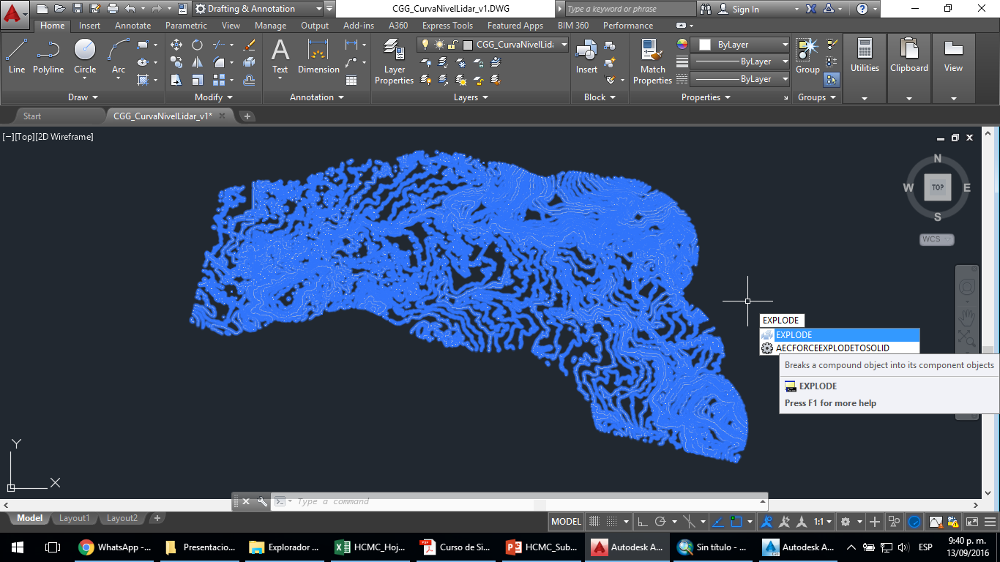 Drafting & Annotation
CGG_CurvaNivelLidar_v1.DWG
Type a keyword or phrase
Sign In
Home Insert Annotate Parametric View Manage Output Add-ins A360 Express Tools Featured Apps BIM 360 Performance
Line Polyline Circle Arc
Text Dimension
Layer Properties
CGG_CurvaNivelLid
Insert
Match Properties
ByLayer
ByLayer
ByLayer
Group
Utilities
Clipboard
View
Draw Modify Annotation Layers Block Properties Groups
Start
CGG_CurvaNivelLidar_v1*
[−][Top][2D Wireframe]
N
W TOP E
S
WCS
EXPLODE
EXPLODE
AECFORCEEXPLODETOSOLID
Breaks a compound object into its component objects
EXPLODE
Press F1 for more help
Y
X
Type a command
Model Layout1 Layout2
MODEL
1:1
WhatsApp -...
Presentacio...
Explorador ...
HCMC_Hoj...
Curso de Si...
HCMC_Sub...
Autodesk A...
Sin título - ...
Autodesk A...
ESP
9:40 p. m.
13/09/2016